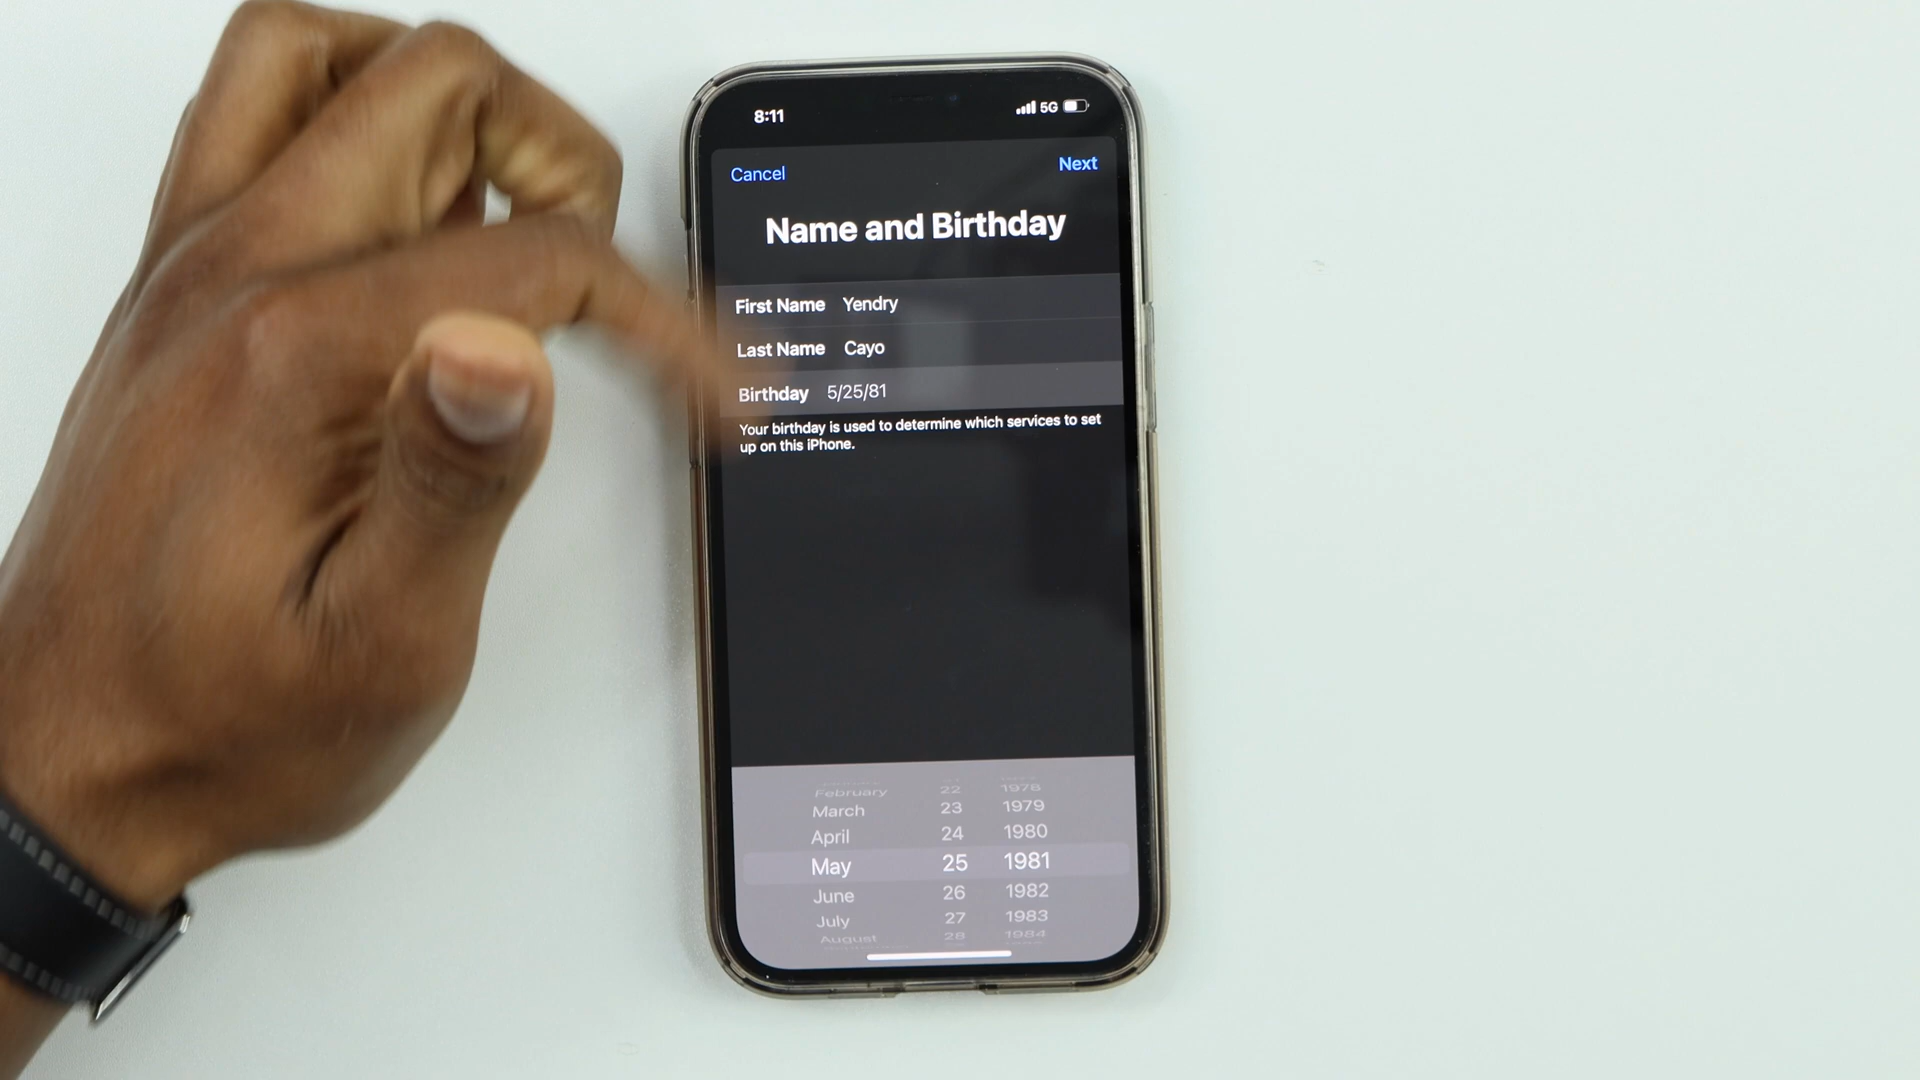 8:11 5G
Cancel Next
Name and Birthday
First Name Yendry
Last Name Cayo
Birthday 5/25/81
Your birthday is used to determine which services to set
up on this iPhone.
February 22 1978
March 23 1979
April 24 1980
May 25 1981
June 26 1982
July 27 1983
August 28 1984